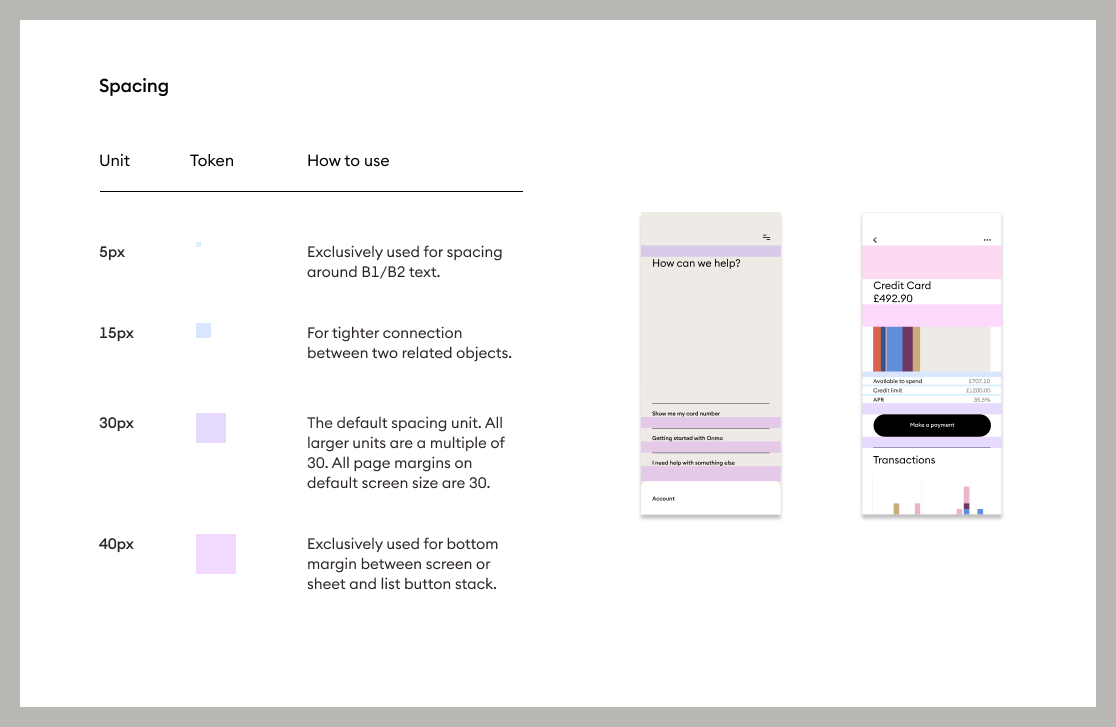 Spacing
Unit Token How to use
5px
Exclusively used for spacing
around B1/B2 text.
15px
For tighter connection
between two related objects.
30px
The default spacing unit. All
larger units are a multiple of
30. All page margins on
default screen size are 30.
40px
Exclusively used for bottom
margin between screen or
sheet and list button stack.
How can we help?
Show me my card number
Getting started with Onmo
I need help with something else
Account
Credit Card
£492.90
Available to spend £707.10
Credit limit £1200.00
APR 35.5%
Make a payment
Transactions